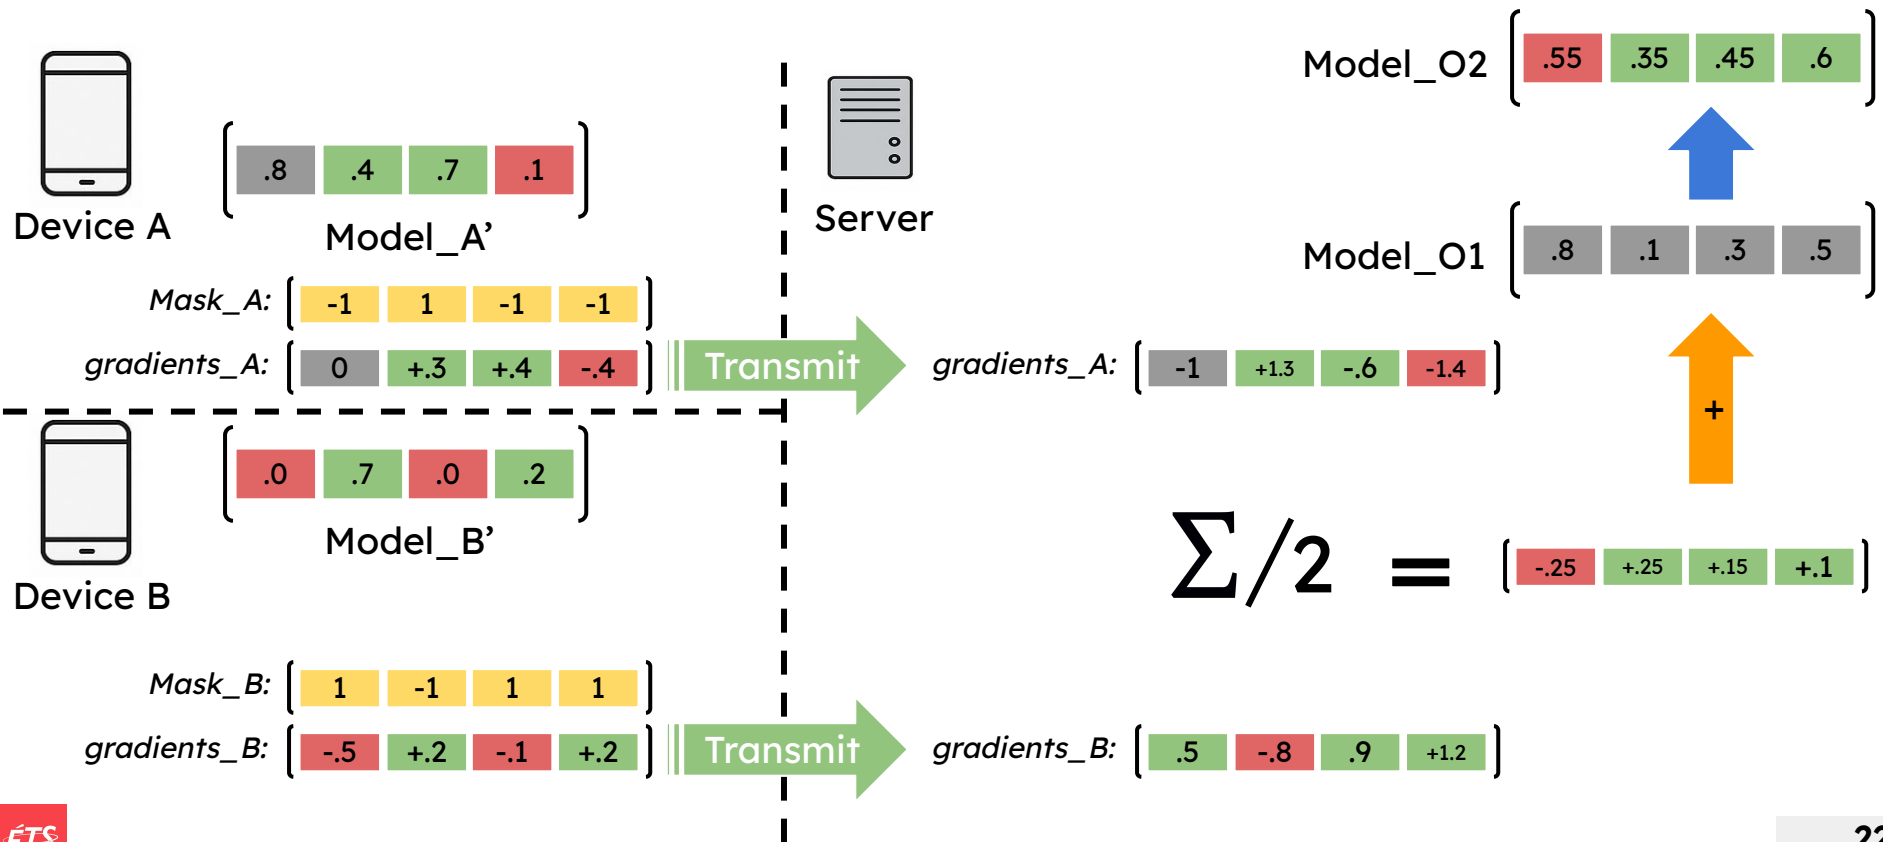 Device A
.8 .4 .7 .1
Model_A’
Mask_A: -1 1 -1 -1
gradients_A: 0 +.3 +.4 -.4
Transmit
Device B
.0 .7 .0 .2
Model_B’
Mask_B: 1 -1 1 1
gradients_B: -.5 +.2 -.1 +.2
Transmit
Server
Model_O2 .55 .35 .45 .6
Model_O1 .8 .1 .3 .5
gradients_A: -1 +1.3 -.6 -1.4
+
∑/2 = -.25 +.25 +.15 +.1
gradients_B: .5 -.8 .9 +1.2
ÉTS
22